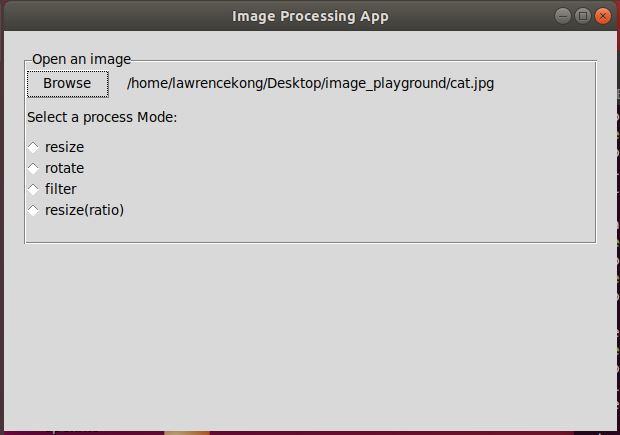 Image Processing App
Open an image
Browse /home/lawrencekong/Desktop/image_playground/cat.jpg
Select a process Mode:
resize
rotate
filter
resize(ratio)